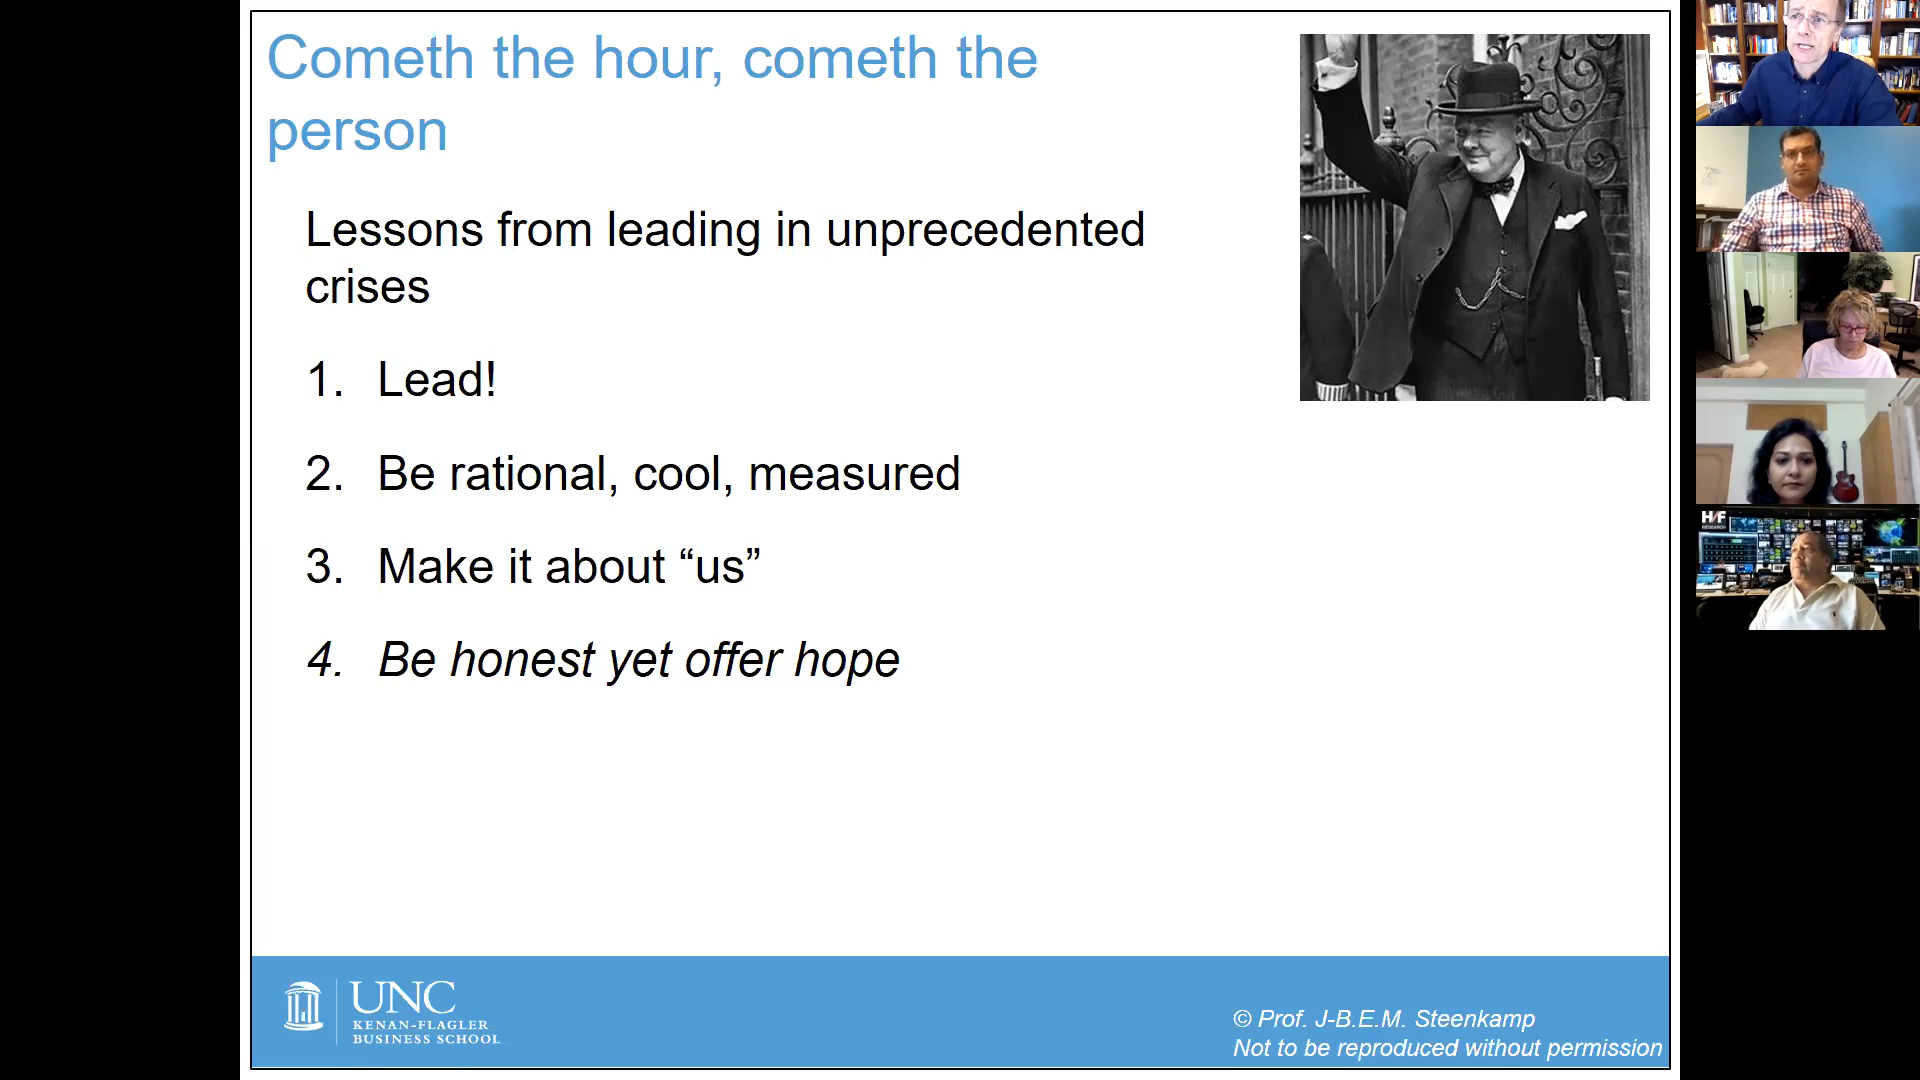 Cometh the hour, cometh the
person
Lessons from leading in unprecedented
crises
1. Lead!
2. Be rational, cool, measured
3. Make it about “us”
4. Be honest yet offer hope
UNC
KENAN-FLAGLER
BUSINESS SCHOOL
© Prof. J-B.E.M. Steenkamp
Not to be reproduced without permission
RESEARCH